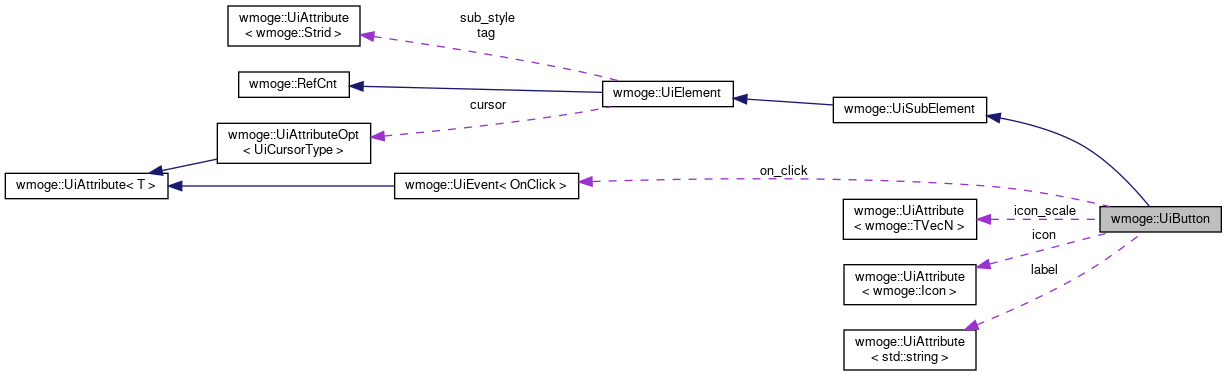 wmoge::UiAttribute
< wmoge::Strid >
sub_style
tag
wmoge::RefCnt
wmoge::UiElement
cursor
wmoge::UiSubElement
wmoge::UiAttributeOpt
< UiCursorType >
wmoge::UiAttribute< T >
wmoge::UiEvent< OnClick >
on_click
wmoge::UiAttribute
< wmoge::TVecN >
icon_scale
wmoge::UiButton
icon
wmoge::UiAttribute
< wmoge::Icon >
label
wmoge::UiAttribute
< std::string >